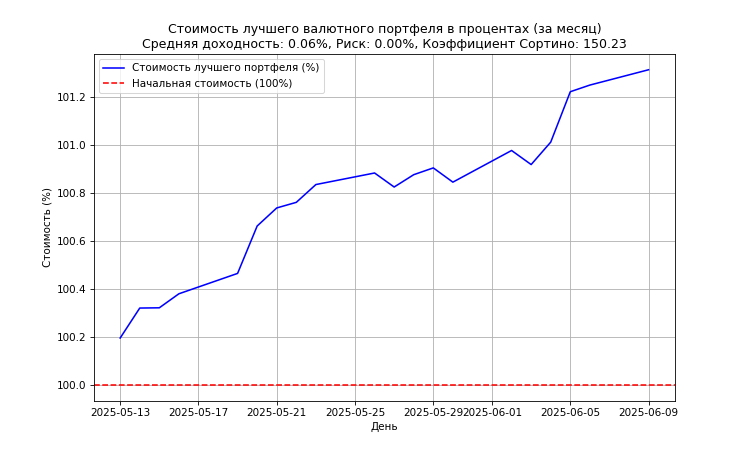 Стоимость лучшего валютного портфеля в процентах (за месяц)
Средняя доходность: 0.06%, Риск: 0.00%, Коэффициент Сортино: 150.23
Стоимость лучшего портфеля (%)
Начальная стоимость (100%)
Стоимость (%)
101.2
101.0
100.8
100.6
100.4
100.2
100.0
2025-05-13 2025-05-17 2025-05-21 2025-05-25 2025-05-29 2025-06-01 2025-06-05 2025-06-09
День